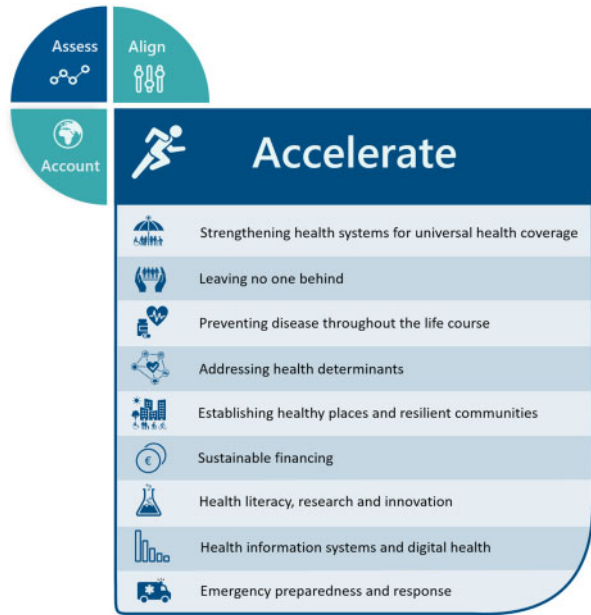 Assess
Align
Account
Accelerate
Strengthening health systems for universal health coverage
Leaving no one behind
Preventing disease throughout the life course
Addressing health determinants
Establishing healthy places and resilient communities
€
Sustainable financing
Health literacy, research and innovation
Health information systems and digital health
Emergency preparedness and response